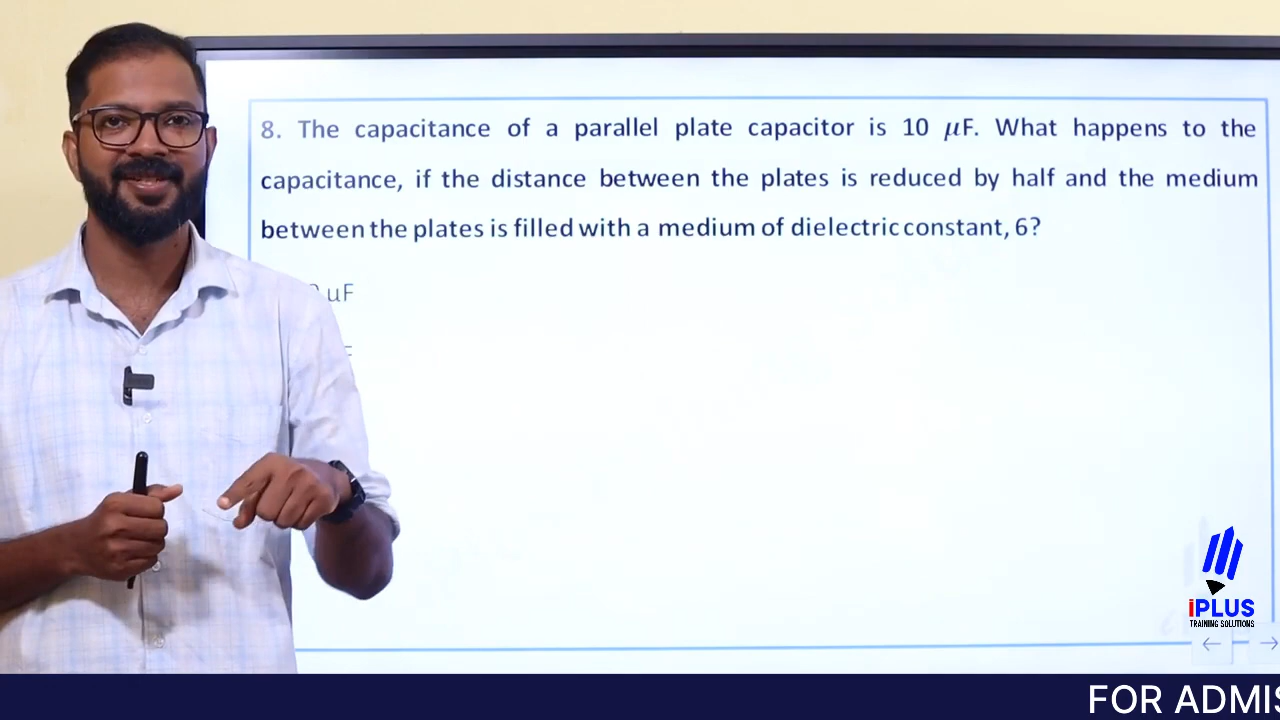 8. The capacitance of a parallel plate capacitor is 10 μF. What happens to the
capacitance, if the distance between the plates is reduced by half and the medium
between the plates is filled with a medium of dielectric constant, 6?
uF
iPLUS
TRAINING SOLUTIONS
FOR ADMIS